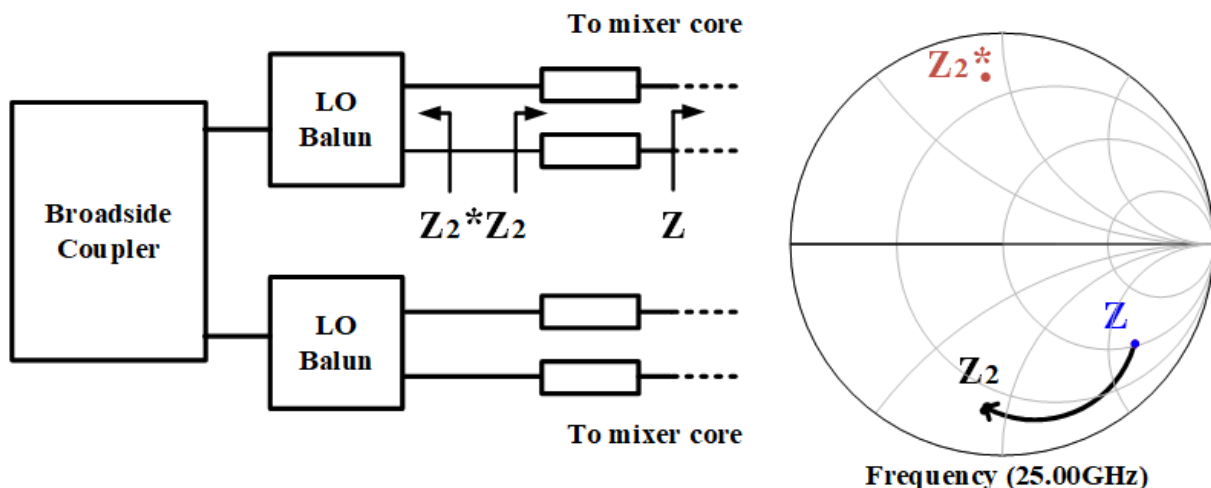 To mixer core
LO
Balun
Broadside
Coupler
Z2*Z2
Z
LO
Balun
To mixer core
Z2*
Z
Z2
Frequency (25.00GHz)